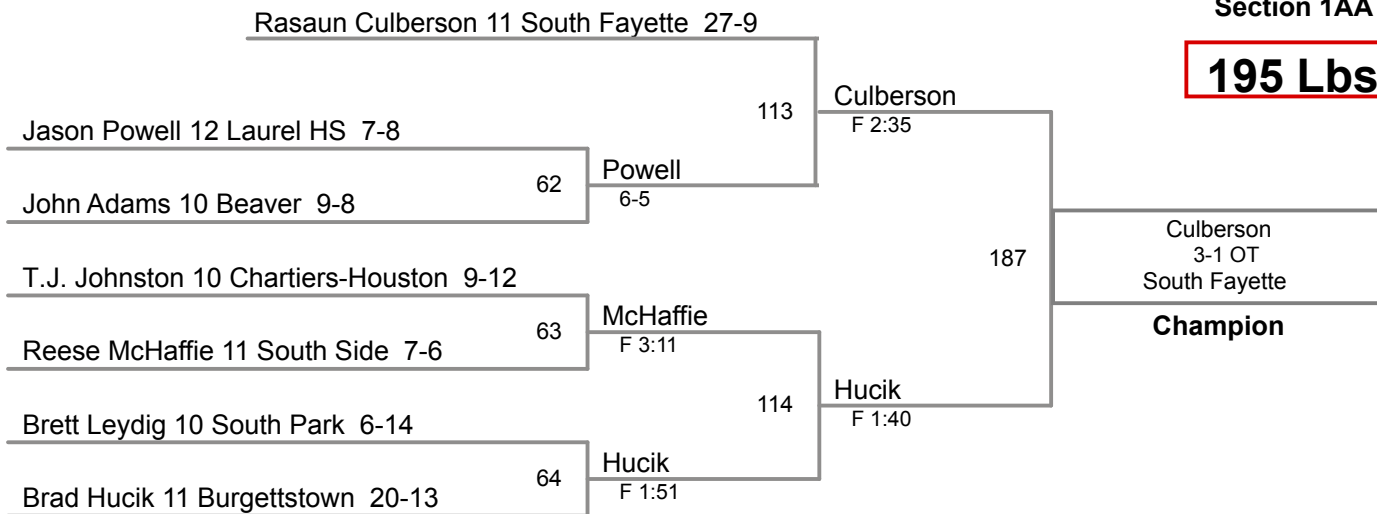 Section 1AA
195 Lbs
Rasaun Culberson 11 South Fayette 27-9
113
Culberson
F 2:35
Jason Powell 12 Laurel HS 7-8
62
Powell
6-5
John Adams 10 Beaver 9-8
187
Culberson
3-1 OT
South Fayette
Champion
T.J. Johnston 10 Chartiers-Houston 9-12
63
McHaffie
F 3:11
Reese McHaffie 11 South Side 7-6
114
Hucik
F 1:40
Brett Leydig 10 South Park 6-14
64
Hucik
F 1:51
Brad Hucik 11 Burgettstown 20-13